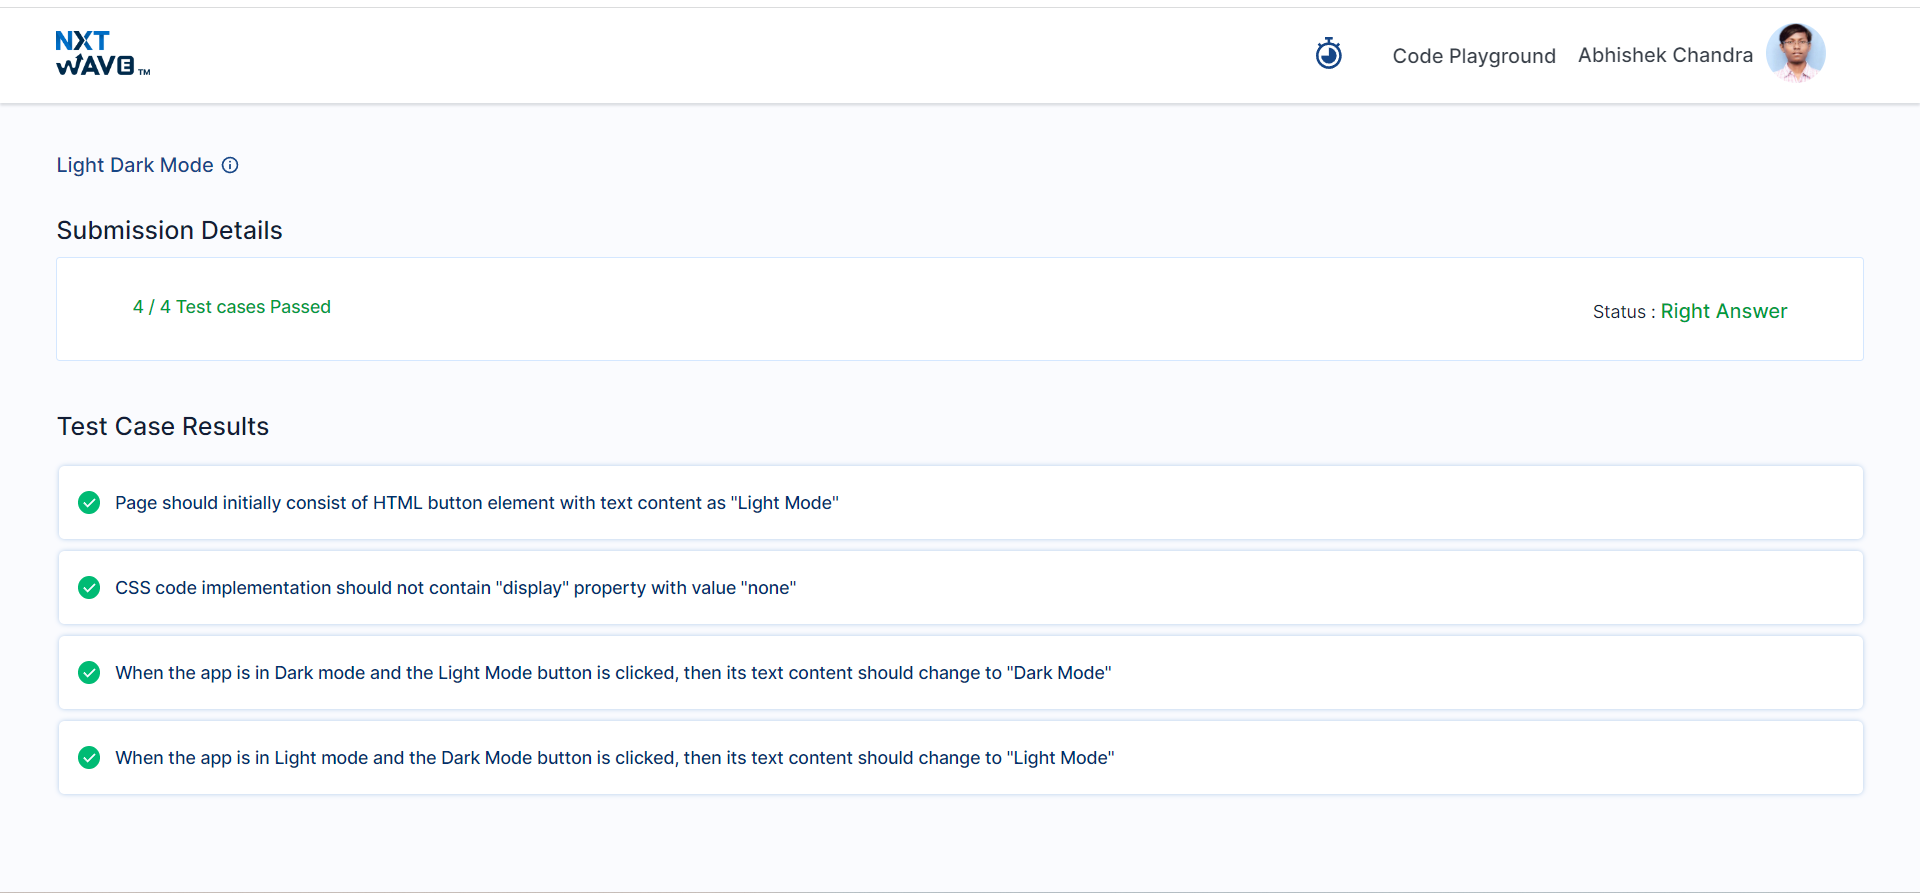 NXT
WAVE TM
Code Playground Abhishek Chandra
Light Dark Mode
Submission Details
4 / 4 Test cases Passed
Status : Right Answer
Test Case Results
Page should initially consist of HTML button element with text content as "Light Mode"
CSS code implementation should not contain "display" property with value "none"
When the app is in Dark mode and the Light Mode button is clicked, then its text content should change to "Dark Mode"
When the app is in Light mode and the Dark Mode button is clicked, then its text content should change to "Light Mode"